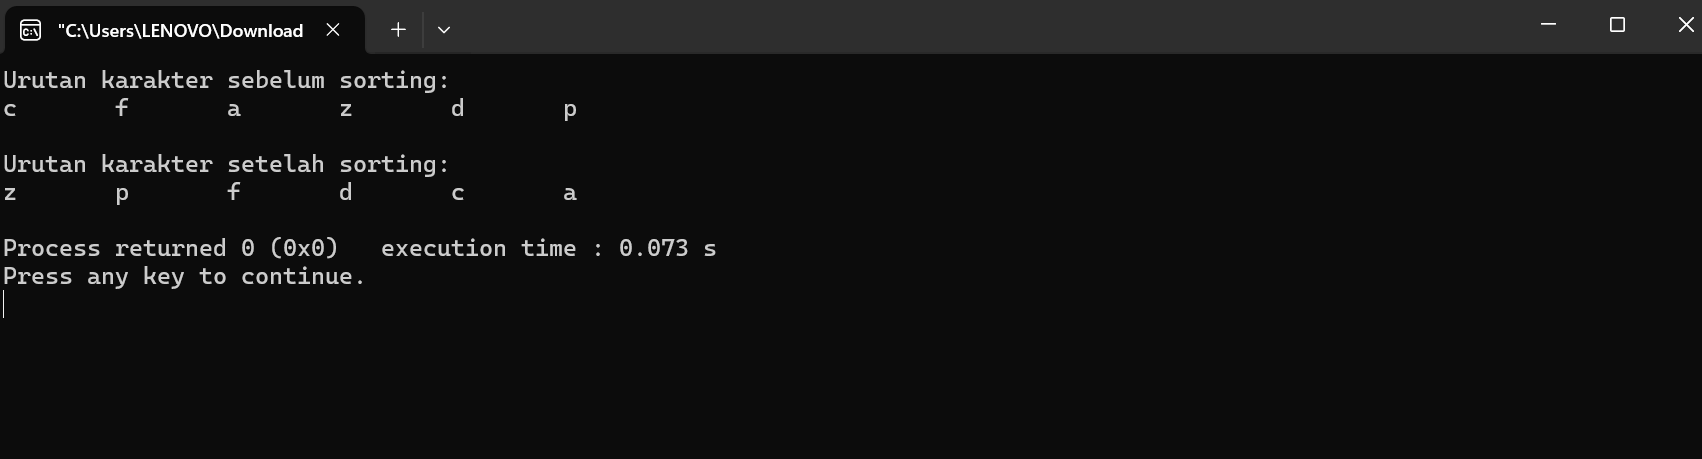 "C:\Users\LENOVO\Download
Urutan karakter sebelum sorting:
c f a z d p
Urutan karakter setelah sorting:
z p f d c a
Process returned 0 (0x0) execution time : 0.073 s
Press any key to continue.